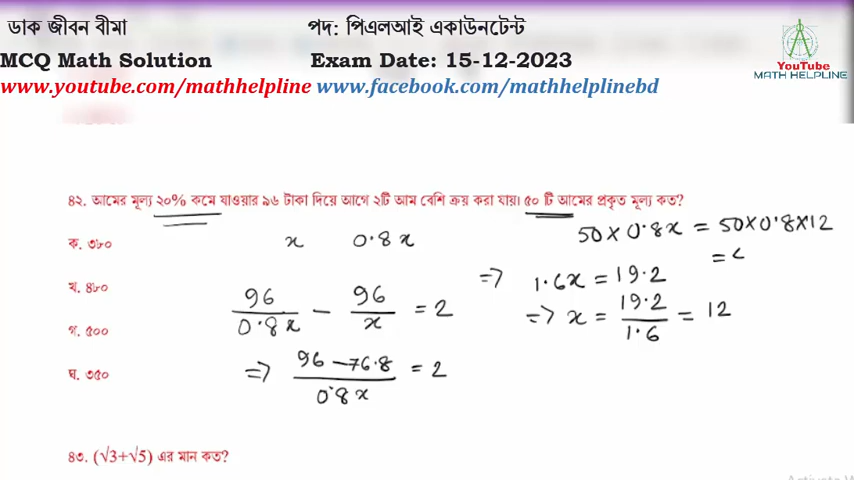 ডাক জীবন বীমা পদ: পিএলআই একাউনটেন্ট
MCQ Math Solution Exam Date: 15-12-2023
www.youtube.com/mathhelpline www.facebook.com/mathhelplinebd
YouTube
MATH HELPLINE
৪২. আমের মূল্য ২০% কমে যাওয়ার ৯৬ টাকা দিয়ে আগে ২টি আম বেশি ক্রয় করা যায়। ৫০ টি আমের প্রকৃত মূল্য কত?
ক. ৩৮০
খ. ৪৮০
গ. ৫০০
ঘ. ৩৫০
x 0.8x
96/0.8x - 96/x = 2
=> 96 - 76.8/0.8x = 2
=> 1.6x = 19.2
=> x = 19.2/1.6 = 12
50×0.8x = 50×0.8×12
=
৪৩. (√3+√5) এর মান কত?